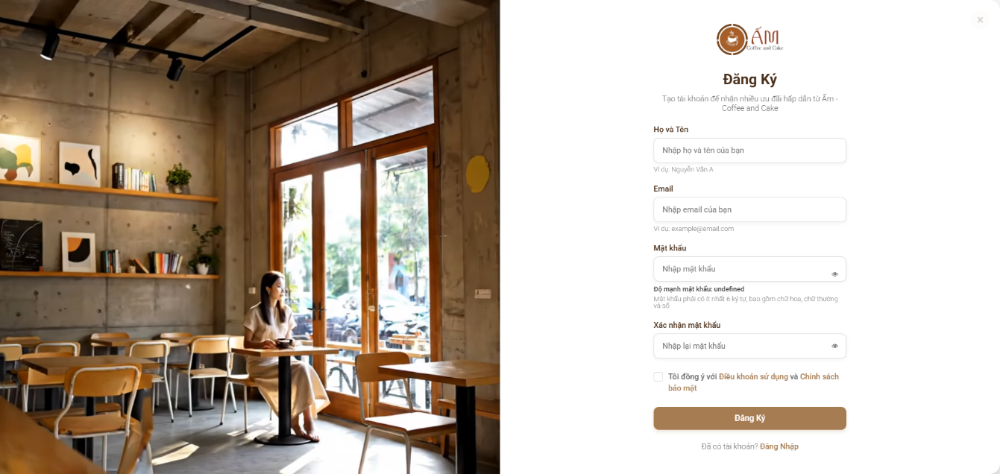 ẤM
Coffee and Cake
Đăng Ký
Tạo tài khoản để nhận nhiều ưu đãi hấp dẫn từ Ấm -
Coffee and Cake
Họ và Tên
Nhập họ và tên của bạn
Ví dụ: Nguyễn Văn A
Email
Nhập email của bạn
Ví dụ: example@email.com
Mật khẩu
Nhập mật khẩu
Độ mạnh mật khẩu: undefined
Mật khẩu phải có ít nhất 6 ký tự, bao gồm chữ hoa, chữ thường
và số
Xác nhận mật khẩu
Nhập lại mật khẩu
Tôi đồng ý với Điều khoản sử dụng và Chính sách
bảo mật
Đăng Ký
Đã có tài khoản? Đăng Nhập